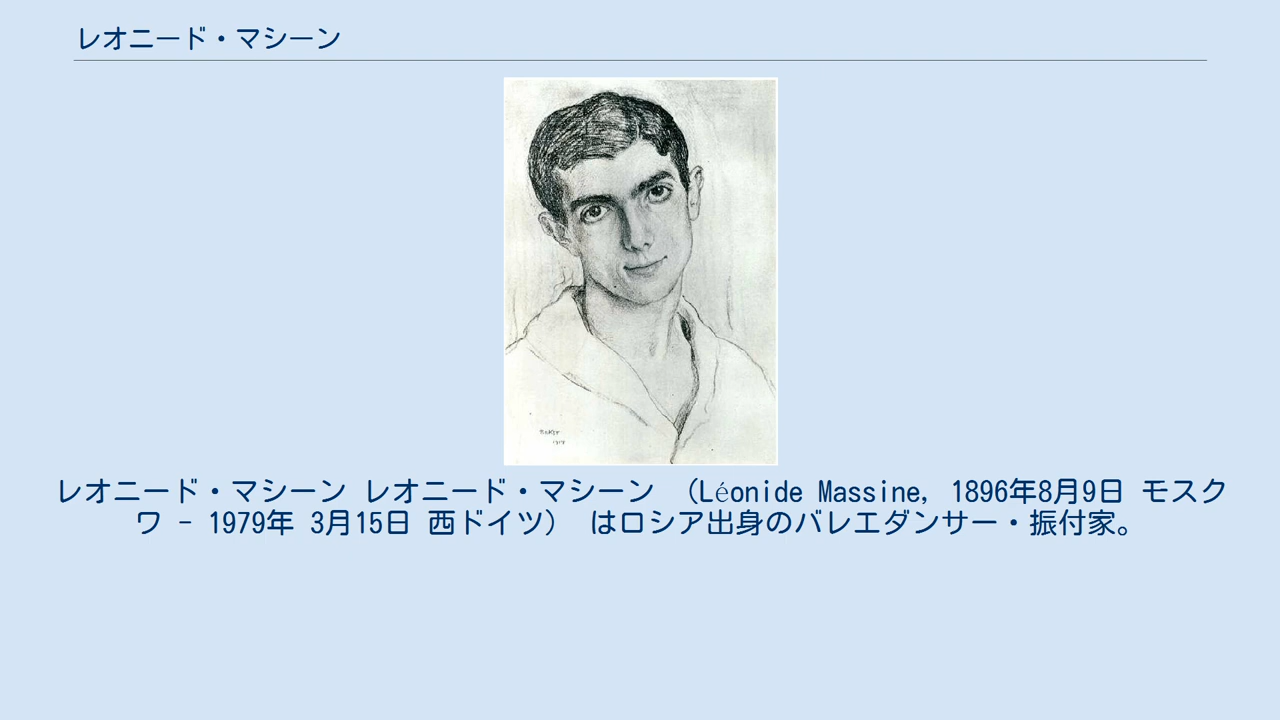 レオニード・マシーン
BAKST
レオニード・マシーン レオニード・マシーン （Léonide Massine, 1896年8月9日 モスク
ワ － 1979年 3月15日 西ドイツ） はロシア出身のバレエダンサー・振付家。